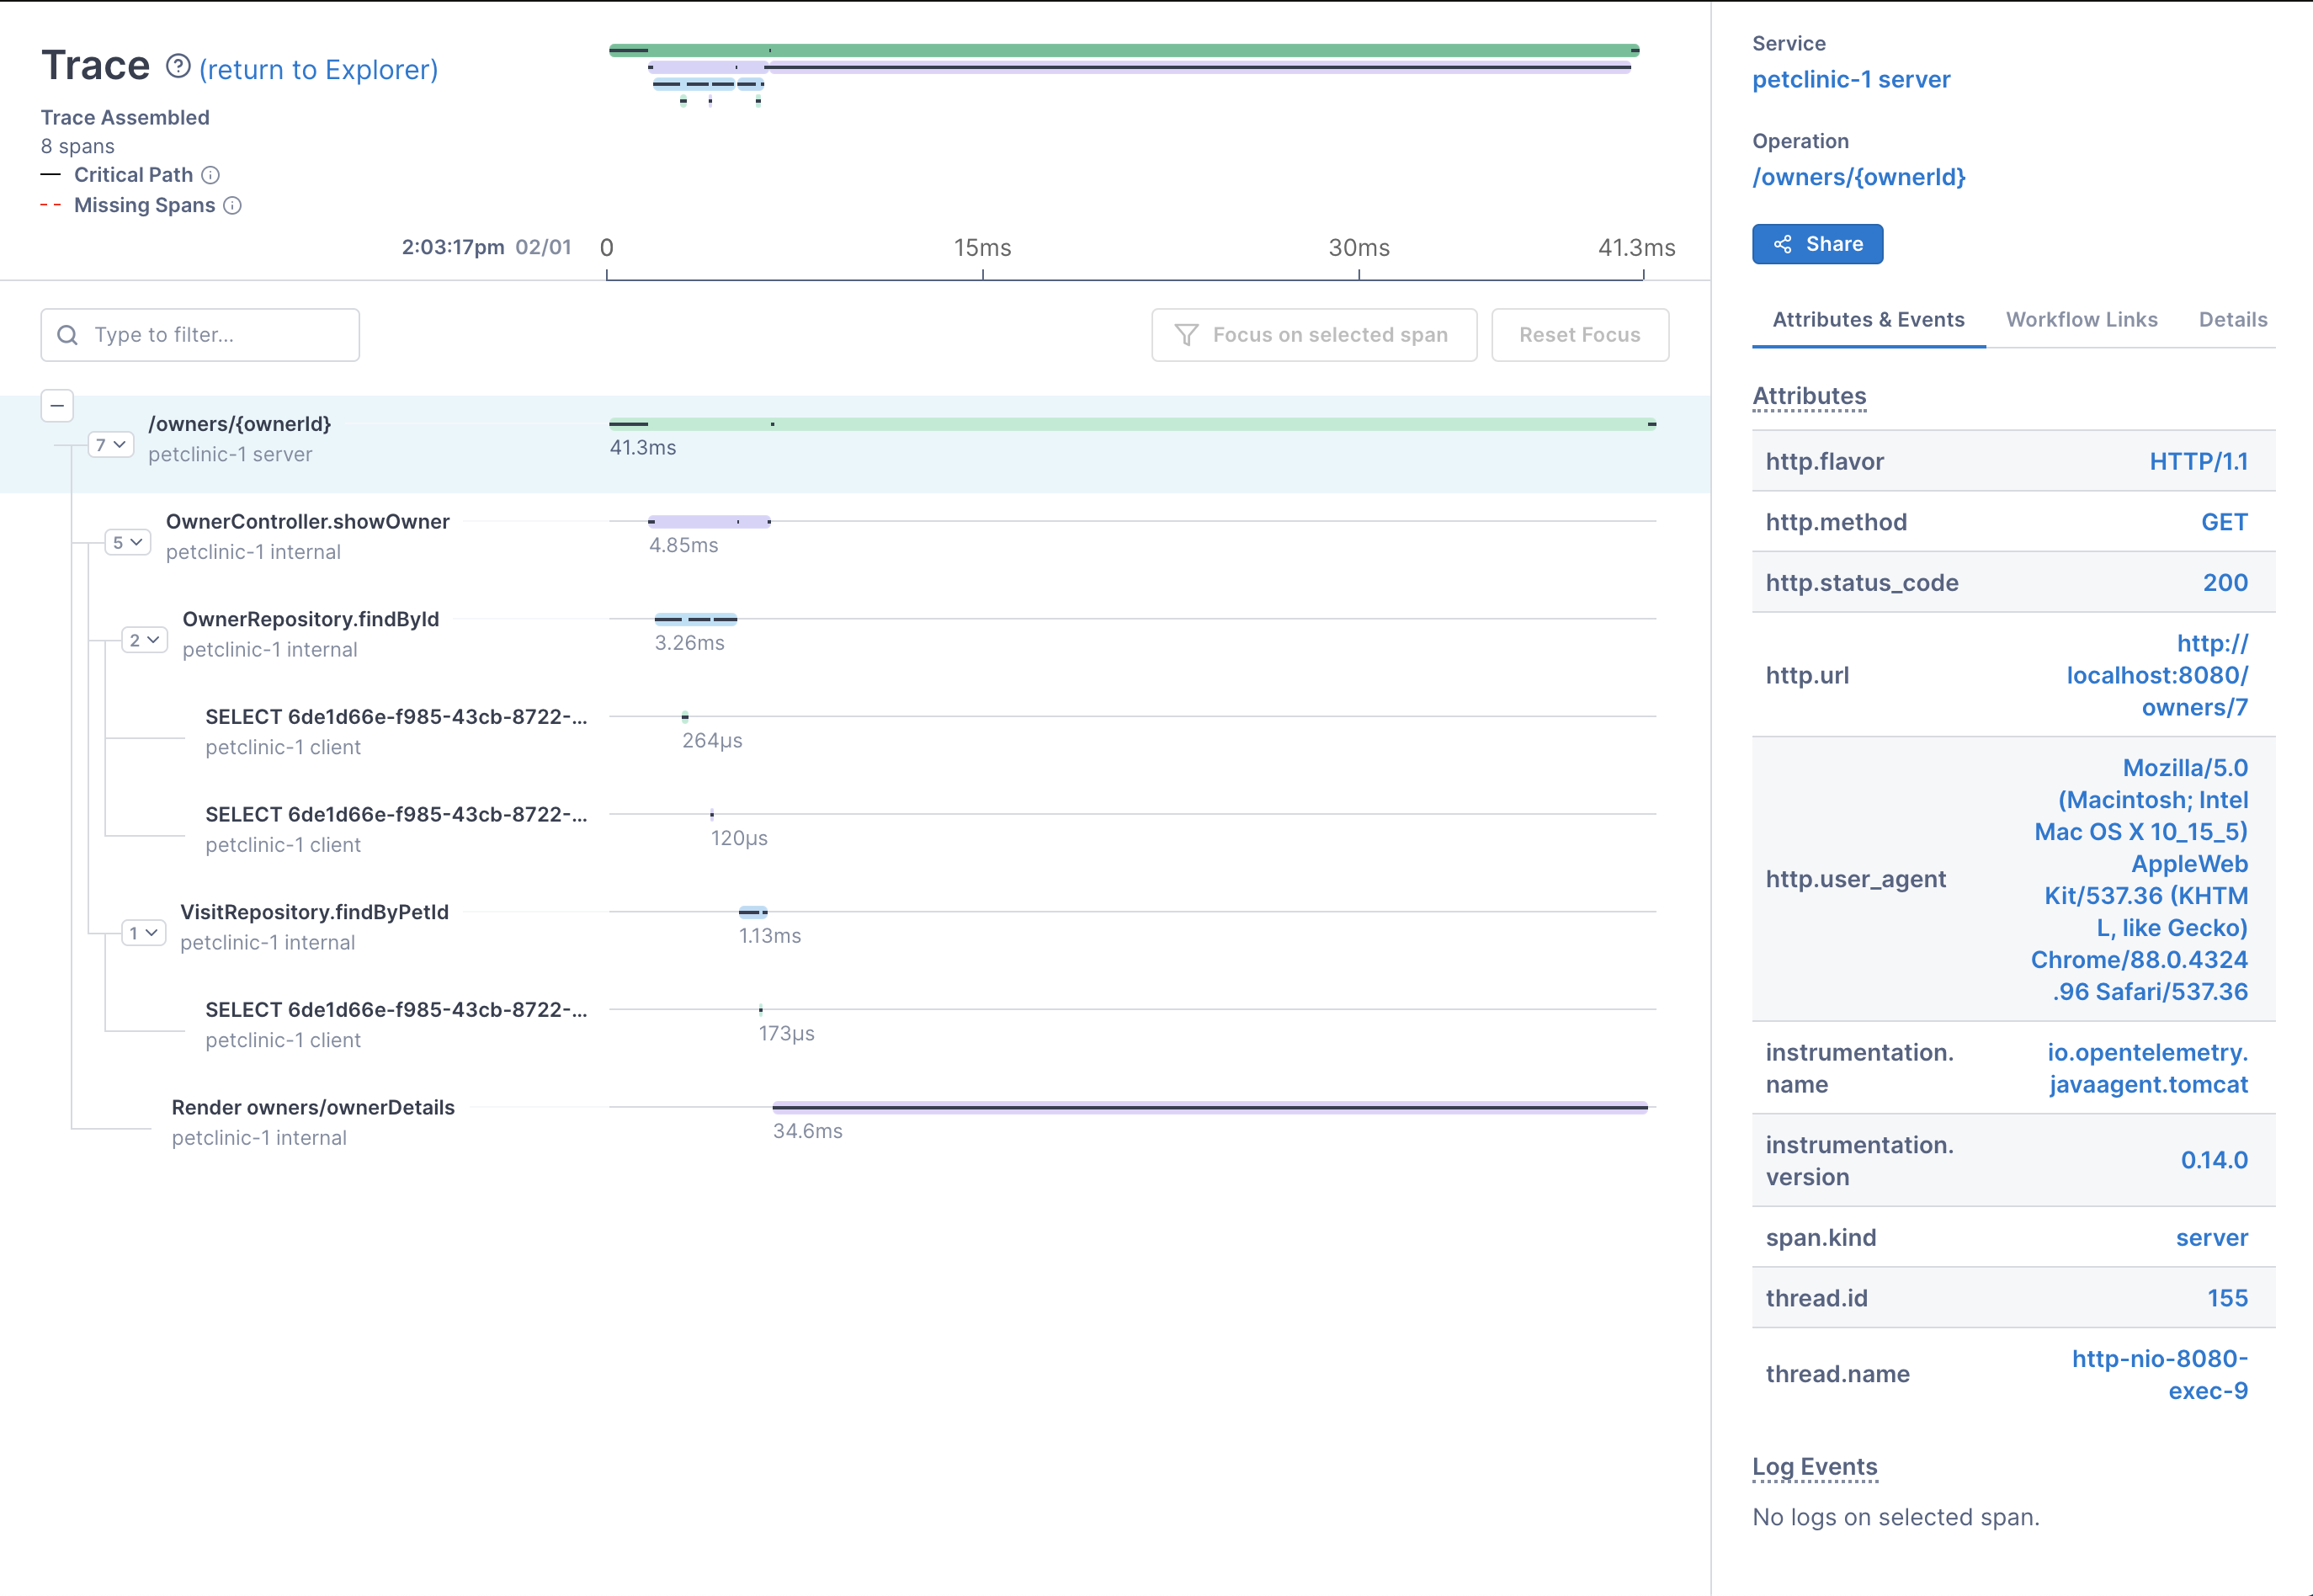 Trace (return to Explorer)
Trace Assembled
8 spans
Critical Path
Missing Spans
2:03:17pm 02/01
0 15ms 30ms 41.3ms
Type to filter...
Focus on selected span
Reset Focus
7
/owners/{ownerId}
petclinic-1 server
41.3ms
5
OwnerController.showOwner
petclinic-1 internal
4.85ms
2
OwnerRepository.findById
petclinic-1 internal
3.26ms
SELECT 6de1d66e-f985-43cb-8722-...
petclinic-1 client
264µs
SELECT 6de1d66e-f985-43cb-8722-...
petclinic-1 client
120µs
1
VisitRepository.findByPetId
petclinic-1 internal
1.13ms
SELECT 6de1d66e-f985-43cb-8722-...
petclinic-1 client
173µs
Render owners/ownerDetails
petclinic-1 internal
34.6ms
Service
petclinic-1 server
Operation
/owners/{ownerId}
Share
Attributes & Events Workflow Links Details
Attributes
http.flavor HTTP/1.1
http.method GET
http.status_code 200
http.url
http://
localhost:8080/
owners/7
http.user_agent
Mozilla/5.0
(Macintosh; Intel
Mac OS X 10_15_5)
AppleWeb
Kit/537.36 (KHTM
L, like Gecko)
Chrome/88.0.4324
.96 Safari/537.36
instrumentation.
name
io.opentelemetry.
javaagent.tomcat
instrumentation.
version
0.14.0
span.kind server
thread.id 155
thread.name
http-nio-8080-
exec-9
Log Events
No logs on selected span.